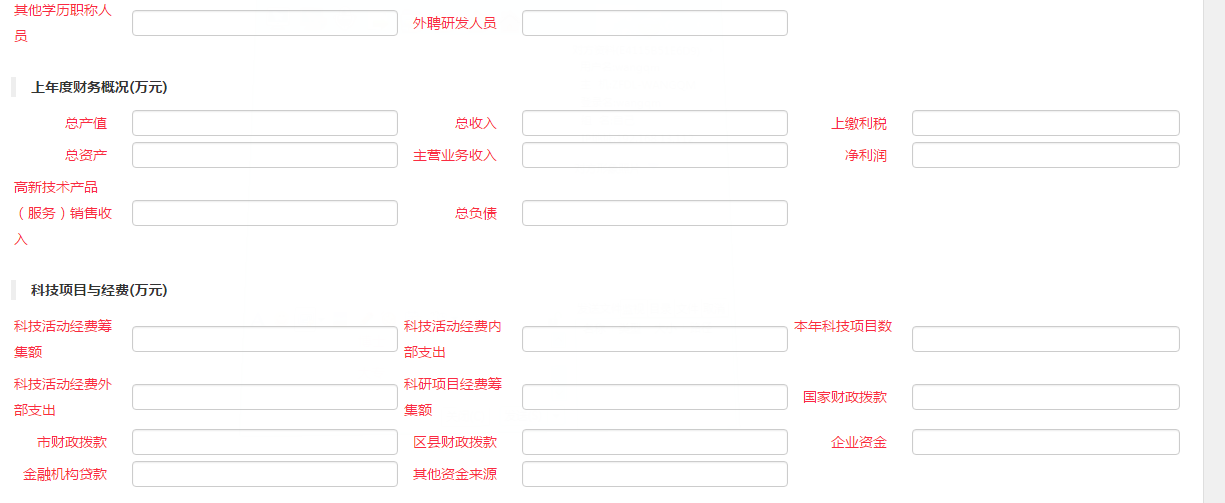 其他学历职称人
员
外聘研发人员
上年度财务概况(万元)
总产值
总收入
上缴利税
总资产
主营业务收入
净利润
高新技术产品
（服务）销售收
入
总负债
科技项目与经费(万元)
科技活动经费筹
集额
科技活动经费内
部支出
本年科技项目数
科技活动经费外
部支出
科研项目经费筹
集额
国家财政拨款
市财政拨款
区县财政拨款
企业资金
金融机构贷款
其他资金来源